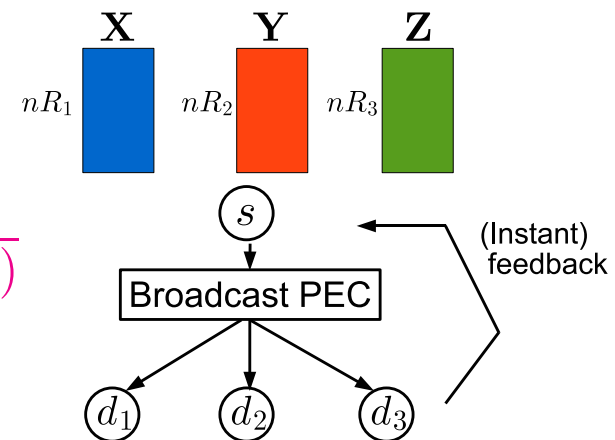 X Y Z
nR₁ nR₂ nR₃
s
(Instant)
feedback
)
Broadcast PEC
d₁ d₂ d₃